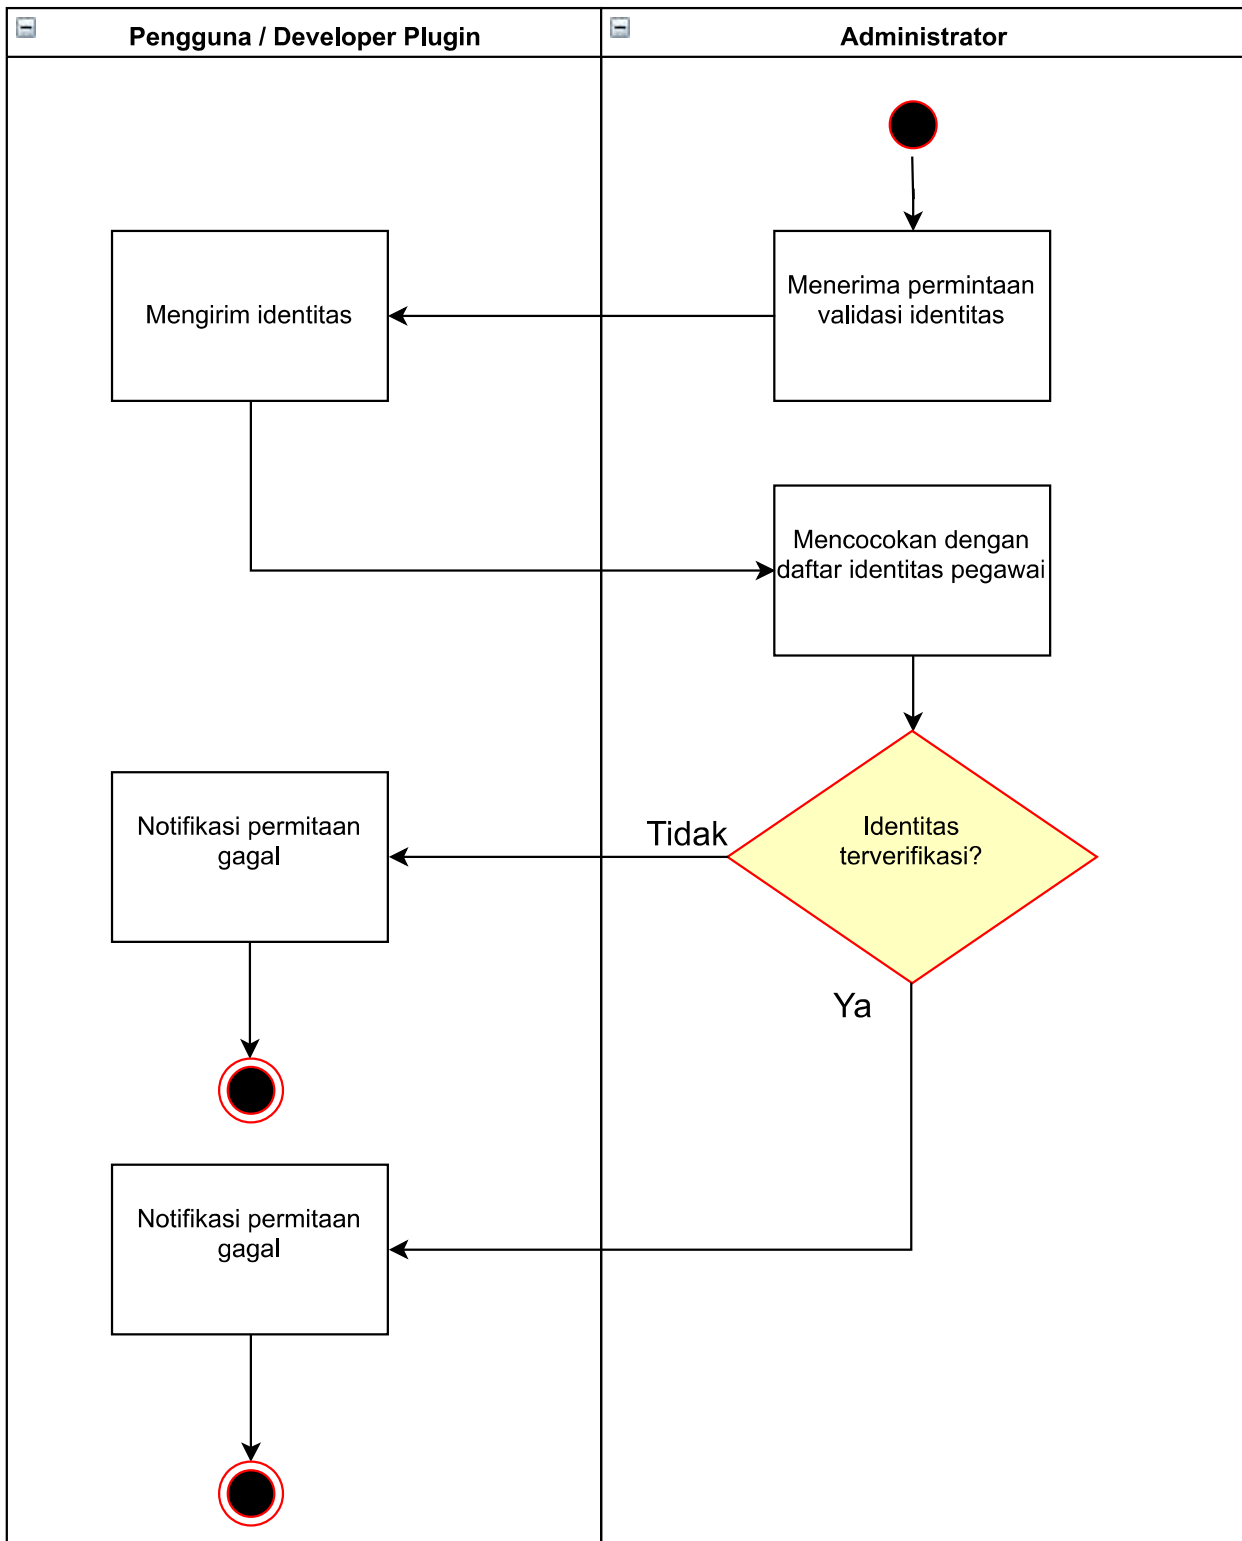 Pengguna / Developer Plugin
Administrator
Menerima permintaan
validasi identitas
Mengirim identitas
Mencocokan dengan
daftar identitas pegawai
Identitas
terverifikasi?
Tidak
Notifikasi permitaan
gagal
Ya
Notifikasi permitaan
gagal